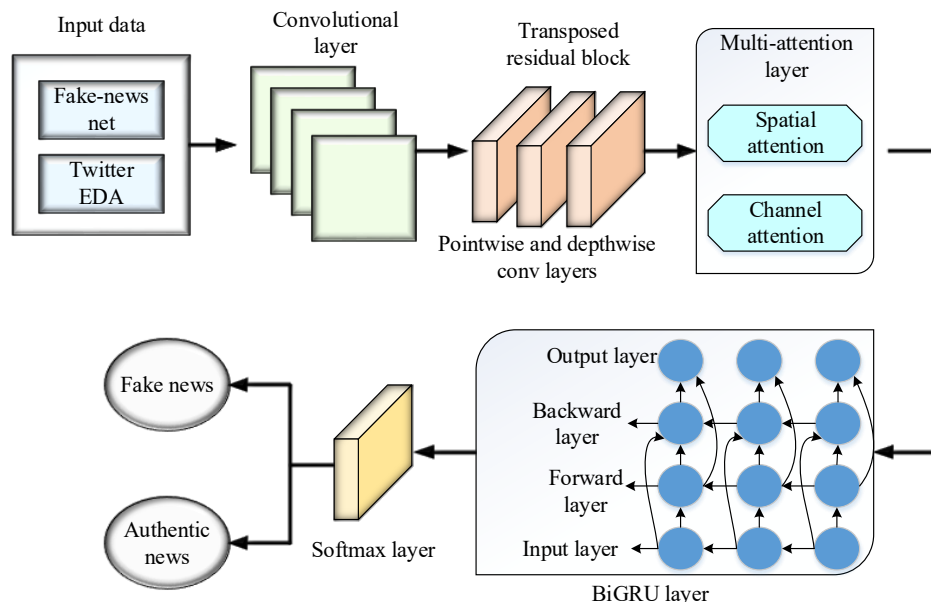 Input data
Fake-news
net
Twitter
EDA
Convolutional
layer
Transposed
residual block
Pointwise and depthwise
conv layers
Multi-attention
layer
Spatial
attention
Channel
attention
Output layer
Backward
layer
Forward
layer
Input layer
BiGRU layer
Softmax layer
Fake news
Authentic
news